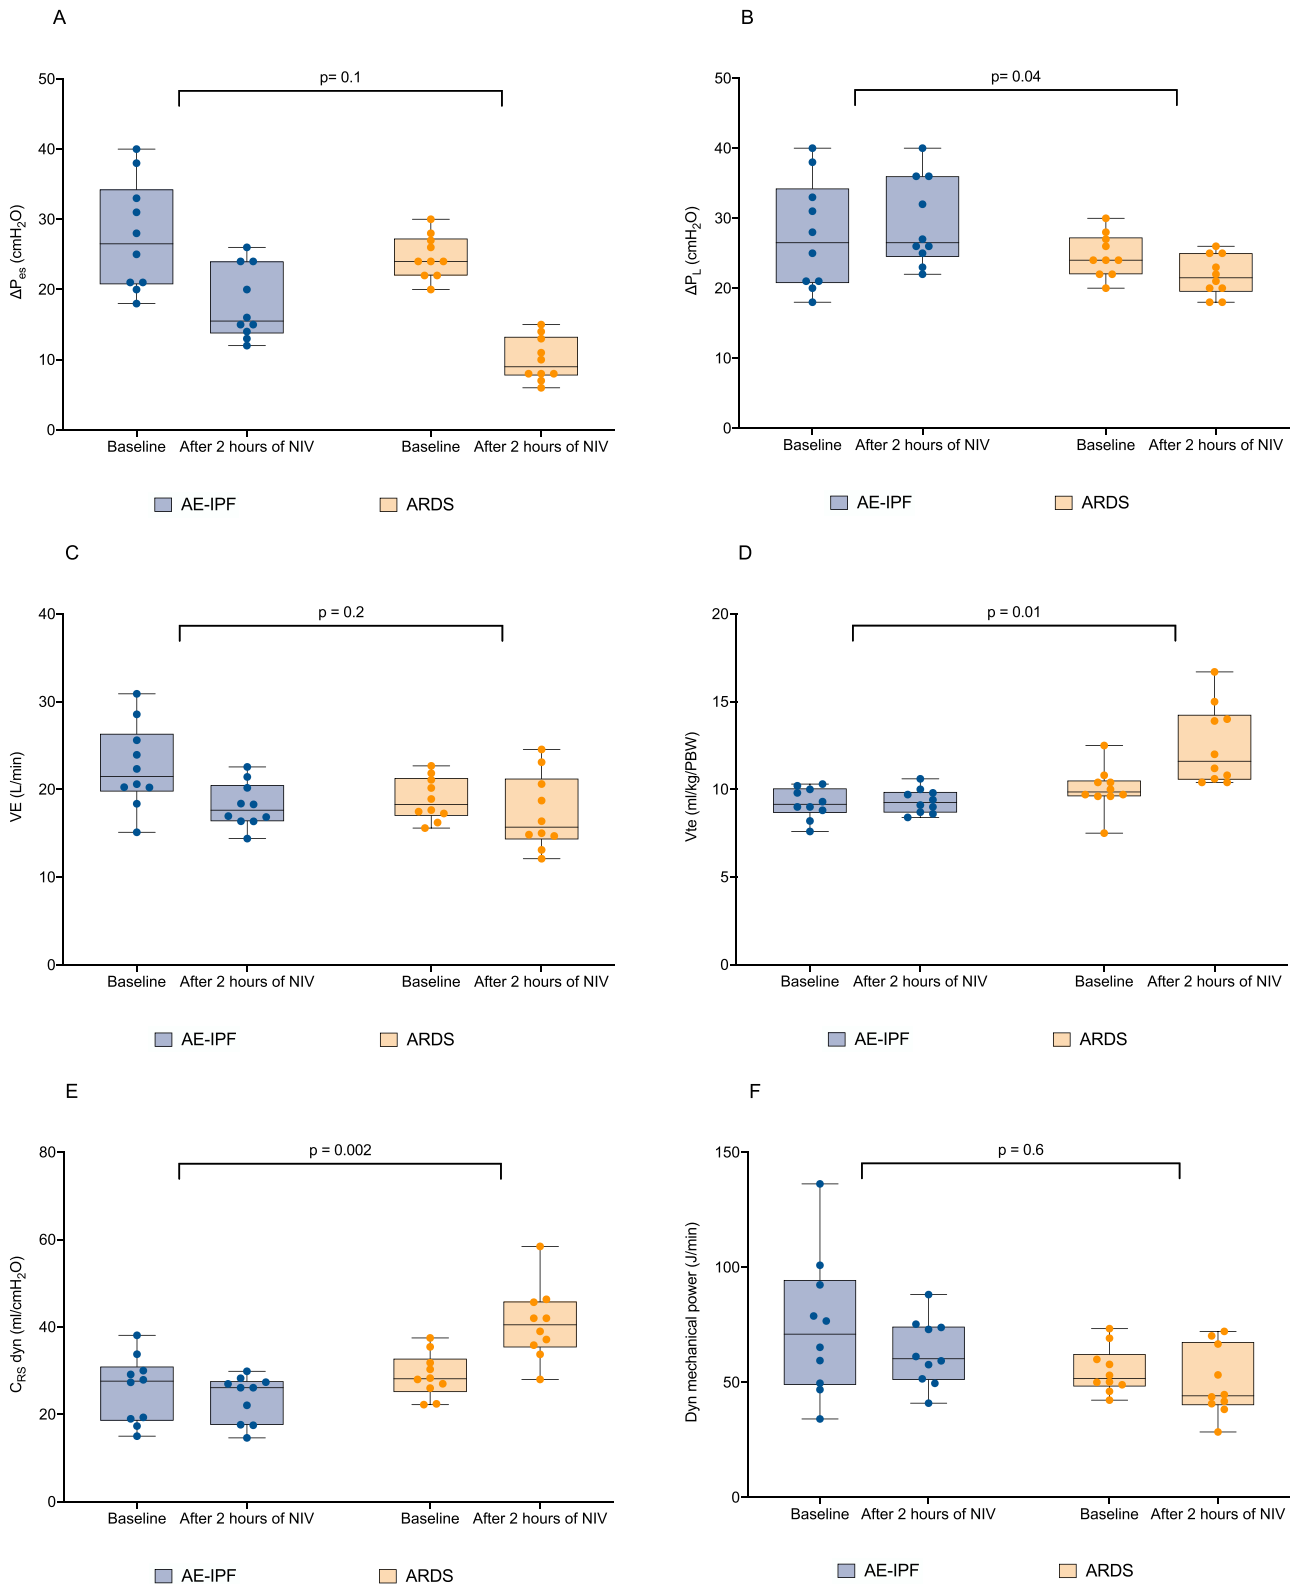 A
p= 0.1
50
40
30
20
10
0
ΔPes (cmH2O)
Baseline After 2 hours of NIV Baseline After 2 hours of NIV
AE-IPF ARDS
B
p= 0.04
50
40
30
20
10
0
ΔPL (cmH2O)
Baseline After 2 hours of NIV Baseline After 2 hours of NIV
AE-IPF ARDS
C
p = 0.2
40
30
20
10
0
VE (L/min)
Baseline After 2 hours of NIV Baseline After 2 hours of NIV
AE-IPF ARDS
D
p = 0.01
20
15
10
5
0
Vte (ml/kg/PBW)
Baseline After 2 hours of NIV Baseline After 2 hours of NIV
AE-IPF ARDS
E
p = 0.002
80
60
40
20
0
CRS dyn (ml/cmH2O)
Baseline After 2 hours of NIV Baseline After 2 hours of NIV
AE-IPF ARDS
F
p = 0.6
150
100
50
0
Dyn mechanical power (J/min)
Baseline After 2 hours of NIV Baseline After 2 hours of NIV
AE-IPF ARDS